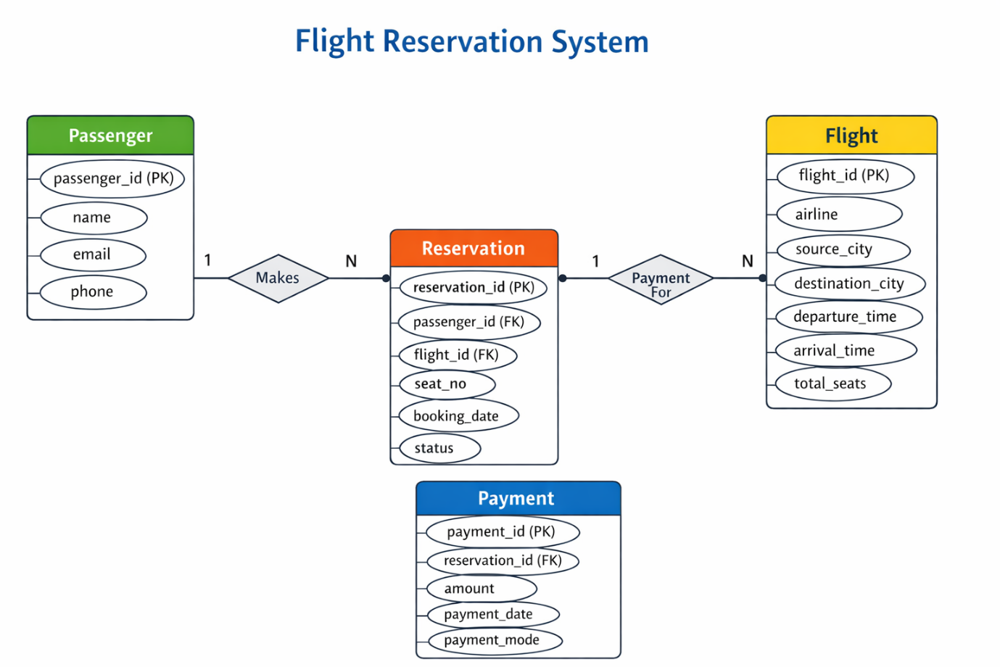 Flight Reservation System
Passenger
passenger_id (PK)
name
email
phone
1
Makes
N
Reservation
reservation_id (PK)
passenger_id (FK)
flight_id (FK)
seat_no
booking_date
status
1
Payment
For
N
Flight
flight_id (PK)
airline
source_city
destination_city
departure_time
arrival_time
total_seats
Payment
payment_id (PK)
reservation_id (FK)
amount
payment_date
payment_mode